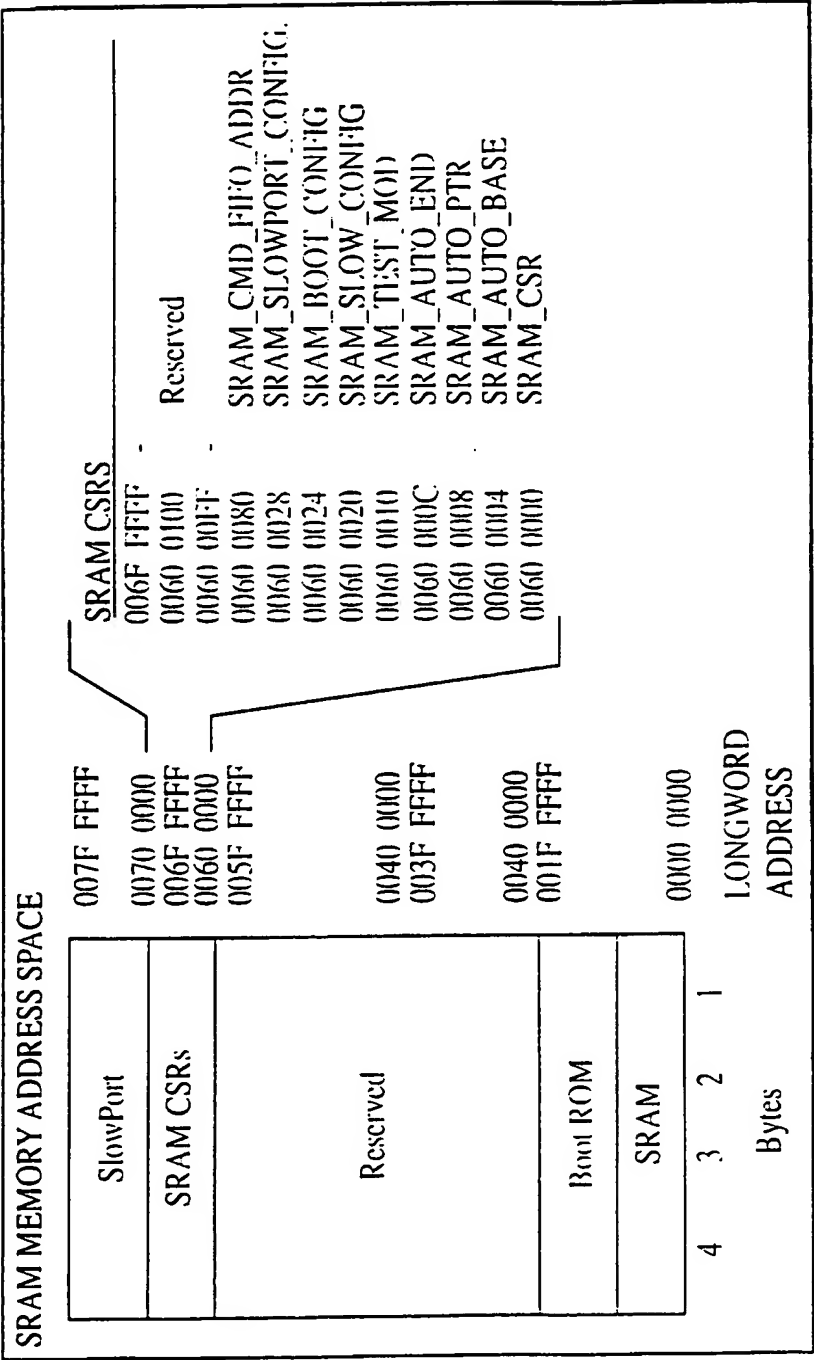 SRAM MEMORY ADDRESS SPACE
SlowPort
SRAM CSRs
Reserved
Boot ROM
SRAM
4 3 2 1
Bytes
007F FFFF
0070 0000
006F FFFF
0060 0000
005F FFFF
0040 0000
003F FFFF
0040 0000
001F FFFF
0000 0000
LONGWORD
ADDRESS
SRAM CSRS
006F FFFF -
0060 0100 Reserved
0060 00FF -
0060 0080 SRAM_CMD_FIFO_ADDR
0060 0028 SRAM_SLOWPORT_CONFIG.
0060 0024 SRAM_BOOT_CONFIG
0060 0020 SRAM_SLOW_CONFIG
0060 0010 SRAM_TEST_MOD
0060 000C SRAM_AUTO_END
0060 0008 SRAM_AUTO_PTR
0060 0004 SRAM_AUTO_BASE
0060 0000 SRAM_CSR